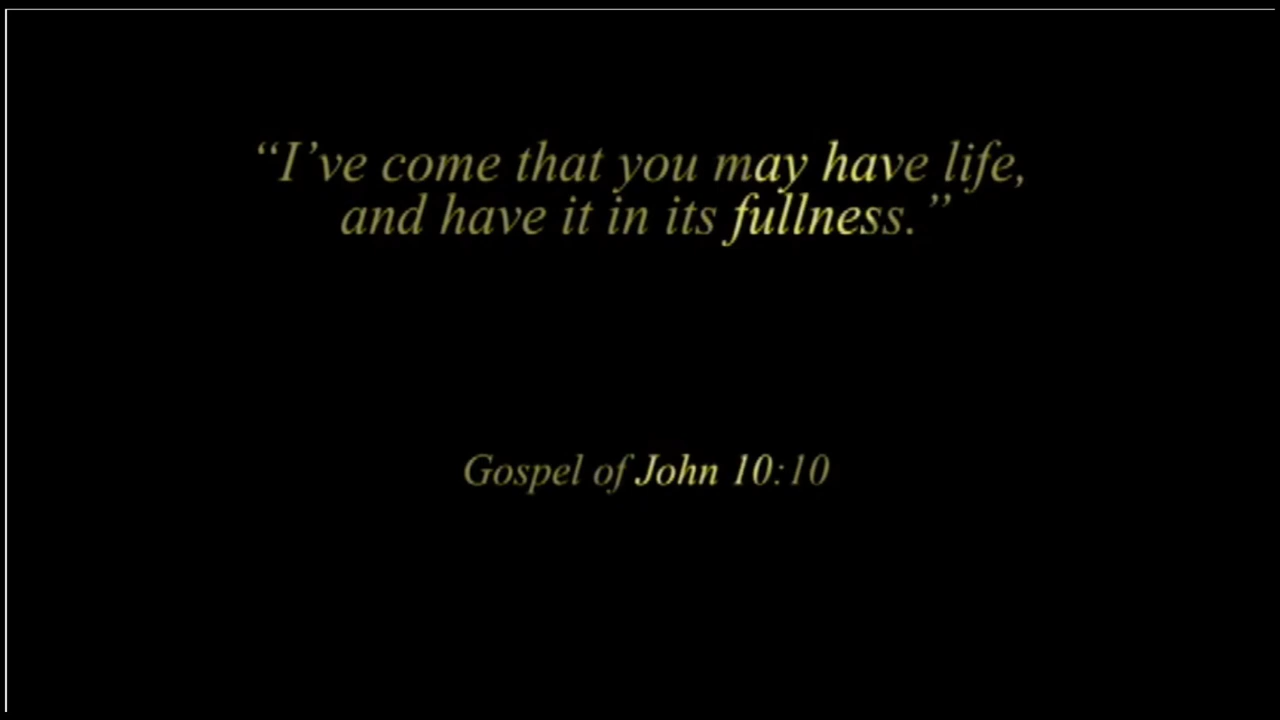 “I’ve come that you may have life,
and have it in its fullness.”
Gospel of John 10:10